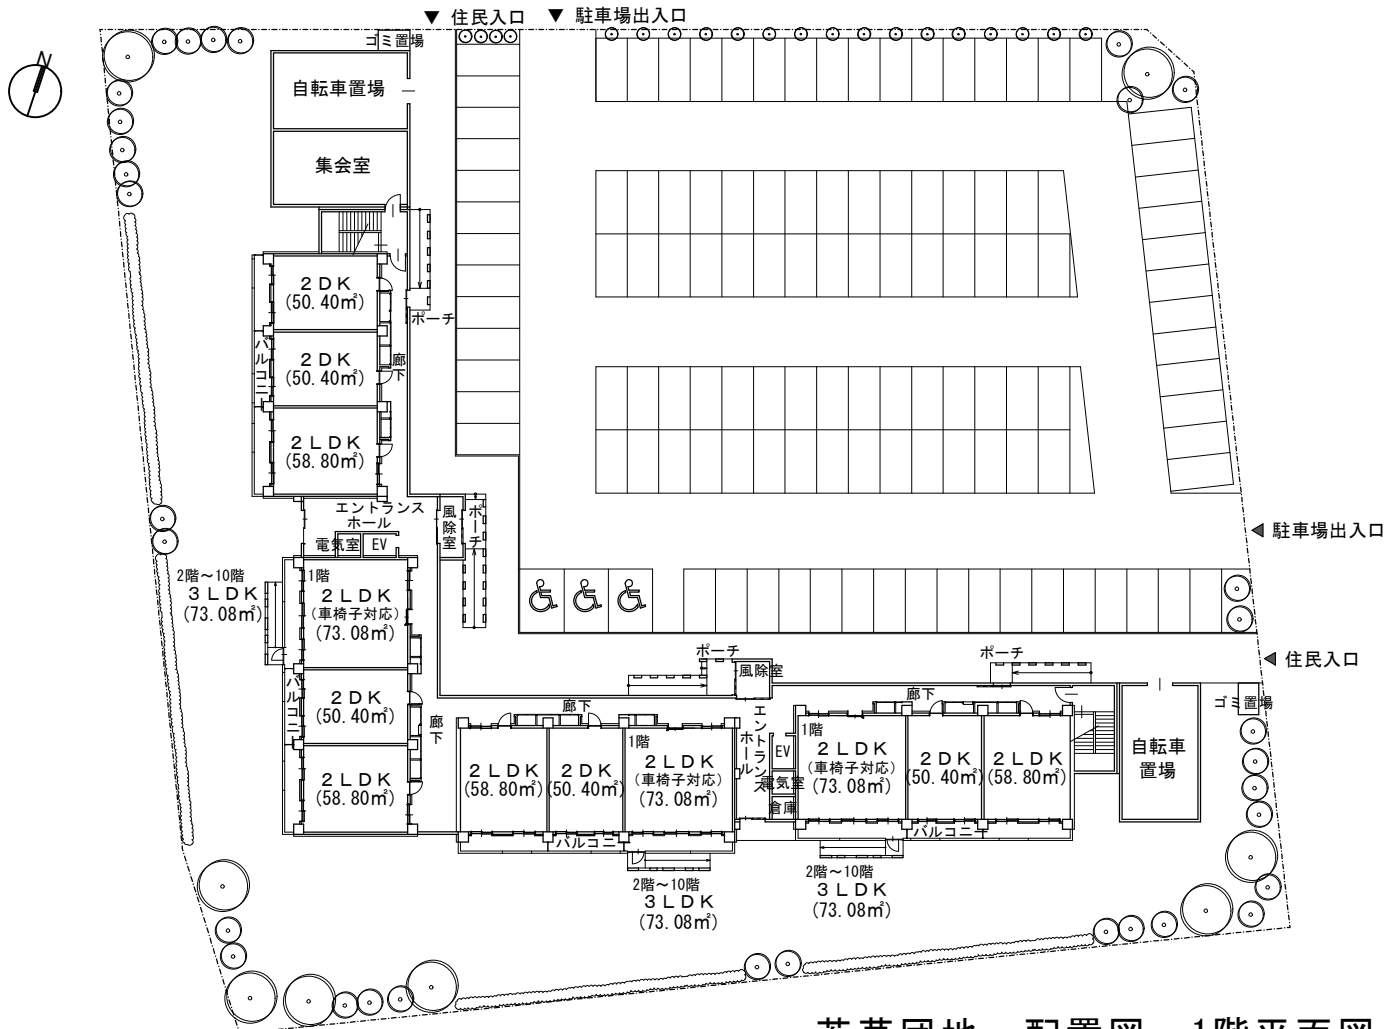 ▼ 住民入口 ▼ 駐車場出入口
N
ゴミ置場
自転車置場
集会室
2DK
(50.40㎡)
ポーチ
バルコニー
2DK
(50.40㎡)
廊下
2LDK
(58.80㎡)
エントランス
ホール
風除室
ポーチ
電気室
EV
◀ 駐車場出入口
2階～10階
3LDK
(73.08㎡)
1階
2LDK
(車椅子対応)
(73.08㎡)
バルコニー
2DK
(50.40㎡)
廊下
2LDK
(58.80㎡)
ポーチ
風除室
ポーチ
◀ 住民入口
廊下
廊下
ゴミ置場
2LDK
(58.80㎡)
2DK
(50.40㎡)
1階
2LDK
(車椅子対応)
(73.08㎡)
エントランス
ホール
EV
電気室
倉庫
1階
2LDK
(車椅子対応)
(73.08㎡)
2DK
(50.40㎡)
2LDK
(58.80㎡)
自転車
置場
バルコニー
バルコニー
2階～10階
3LDK
(73.08㎡)
2階～10階
3LDK
(73.08㎡)